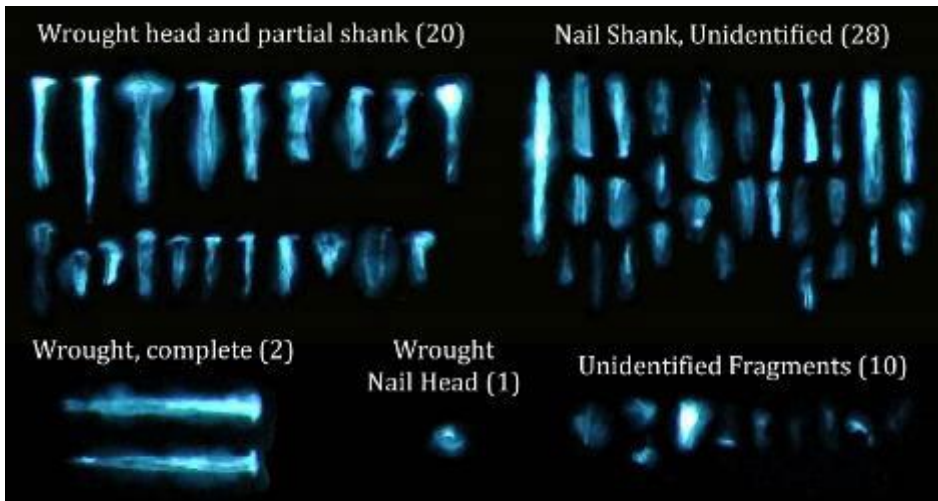 Wrought head and partial shank (20)
Nail Shank, Unidentified (28)
Wrought, complete (2)
Wrought
Nail Head (1)
Unidentified Fragments (10)